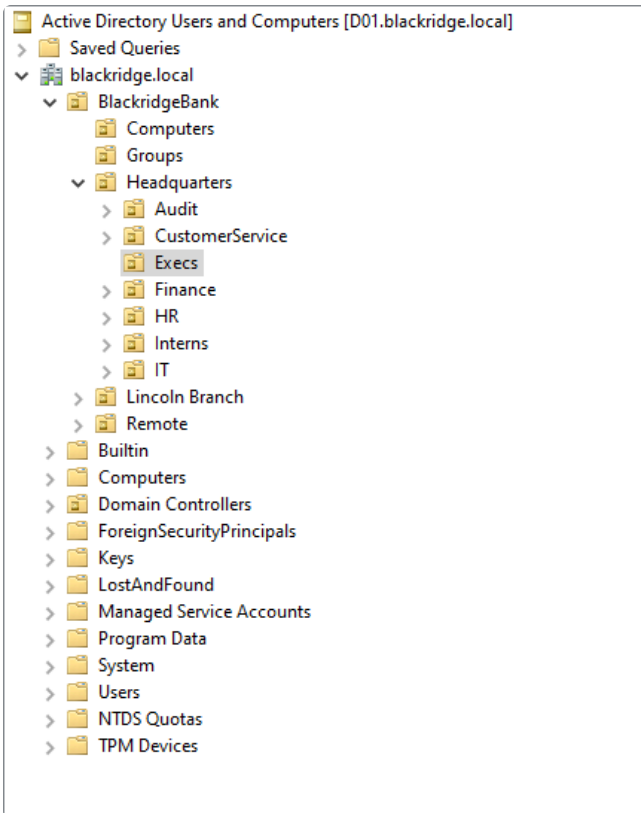 Active Directory Users and Computers [D01.blackridge.local]
Saved Queries
blackridge.local
BlackridgeBank
Computers
Groups
Headquarters
Audit
CustomerService
Execs
Finance
HR
Interns
IT
Lincoln Branch
Remote
Builtin
Computers
Domain Controllers
ForeignSecurityPrincipals
Keys
LostAndFound
Managed Service Accounts
Program Data
System
Users
NTDS Quotas
TPM Devices